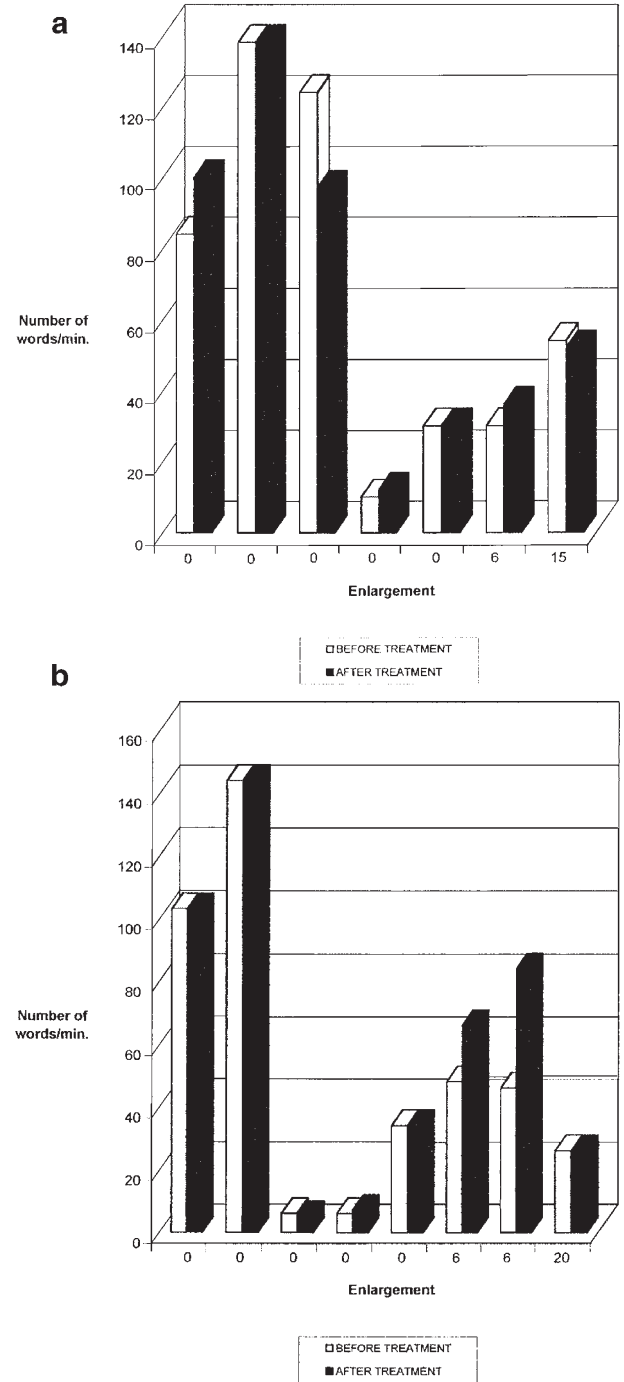 a
140
120
100
80
60
40
20
0
Number of
words/min.
0 0 0 0 0 6 15
Enlargement
BEFORE TREATMENT
AFTER TREATMENT
b
160
140
120
100
80
60
40
20
0
Number of
words/min.
0 0 0 0 0 6 6 20
Enlargement
BEFORE TREATMENT
AFTER TREATMENT